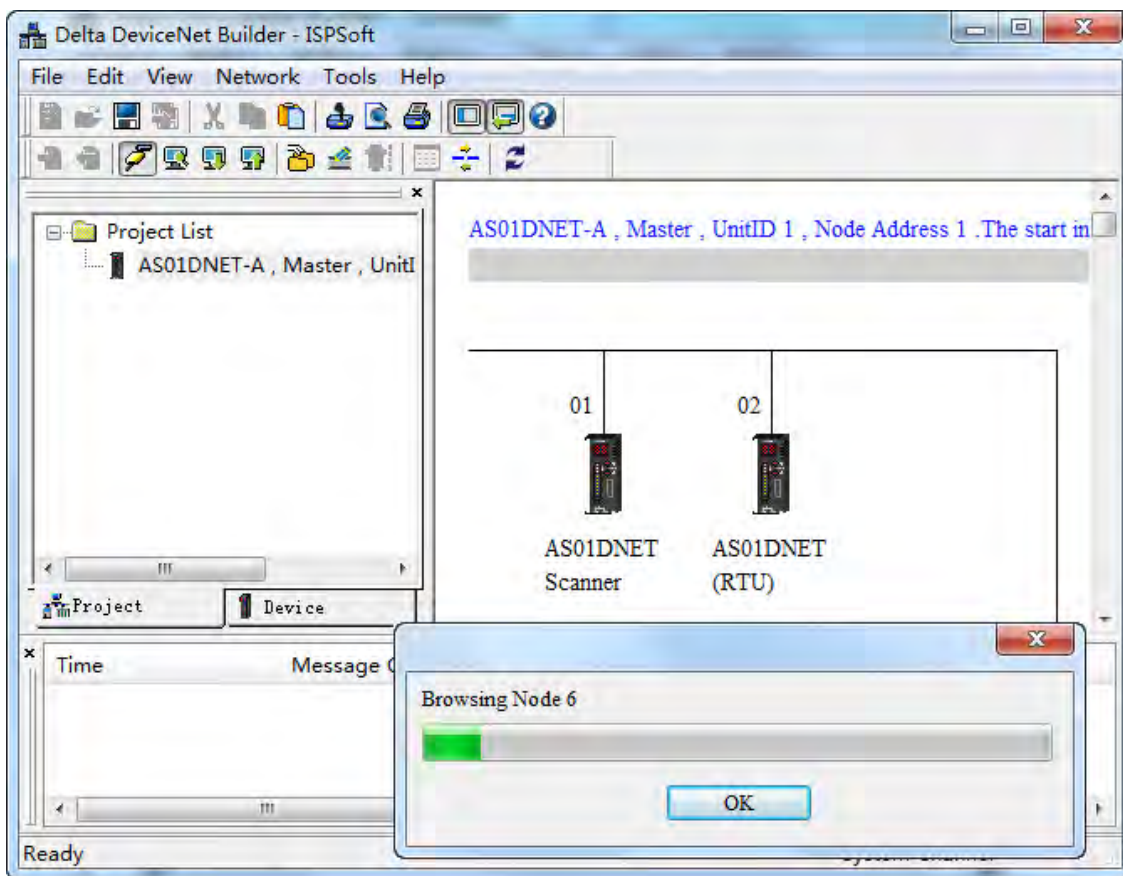 Delta DeviceNet Builder - ISPSoft
File Edit View Network Tools Help
Project List
AS01DNET-A , Master , UnitI
Project
Device
AS01DNET-A , Master , UnitID 1 , Node Address 1 .The start in
01
02
AS01DNET
Scanner
AS01DNET
(RTU)
Time
Message
Browsing Node 6
OK
Ready